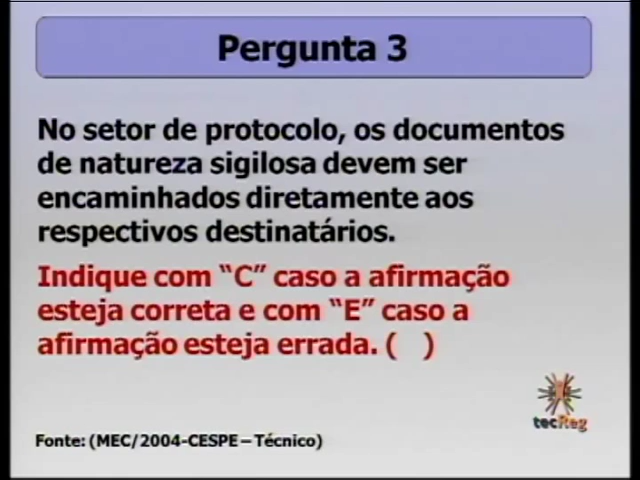 Pergunta 3
No setor de protocolo, os documentos
de natureza sigilosa devem ser
encaminhados diretamente aos
respectivos destinatários.
Indique com “C” caso a afirmação
esteja correta e com “E” caso a
afirmação esteja errada. (   )
tecReg
Fonte: (MEC/2004-CESPE – Técnico)